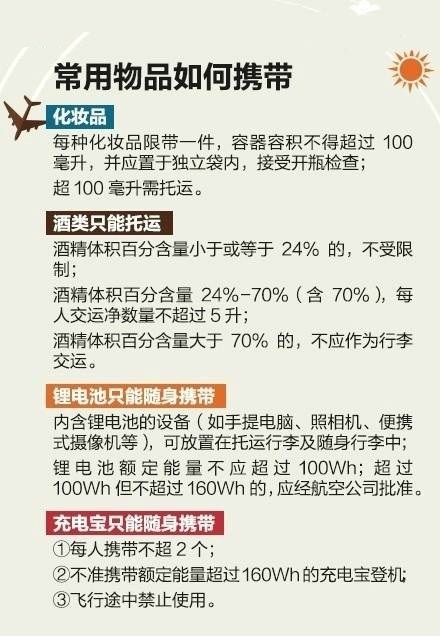 常用物品如何携带
化妆品
每种化妆品限带一件，容器容积不得超过 100
毫升，并应置于独立袋内，接受开瓶检查；
超 100 毫升需托运。
酒类只能托运
酒精体积百分含量小于或等于 24% 的，不受限
制；
酒精体积百分含量 24%-70%（含 70%），每
人交运净数量不超过 5 升；
酒精体积百分含量大于 70% 的，不应作为行李
交运。
锂电池只能随身携带
内含锂电池的设备（如手提电脑、照相机、便携
式摄像机等），可放置在托运行李及随身行李中；
锂电池额定能量不应超过 100Wh；超过
100Wh 但不超过 160Wh 的，应经航空公司批准。
充电宝只能随身携带
①每人携带不超 2 个；
②不准携带额定能量超过160Wh 的充电宝登机；
③飞行途中禁止使用。